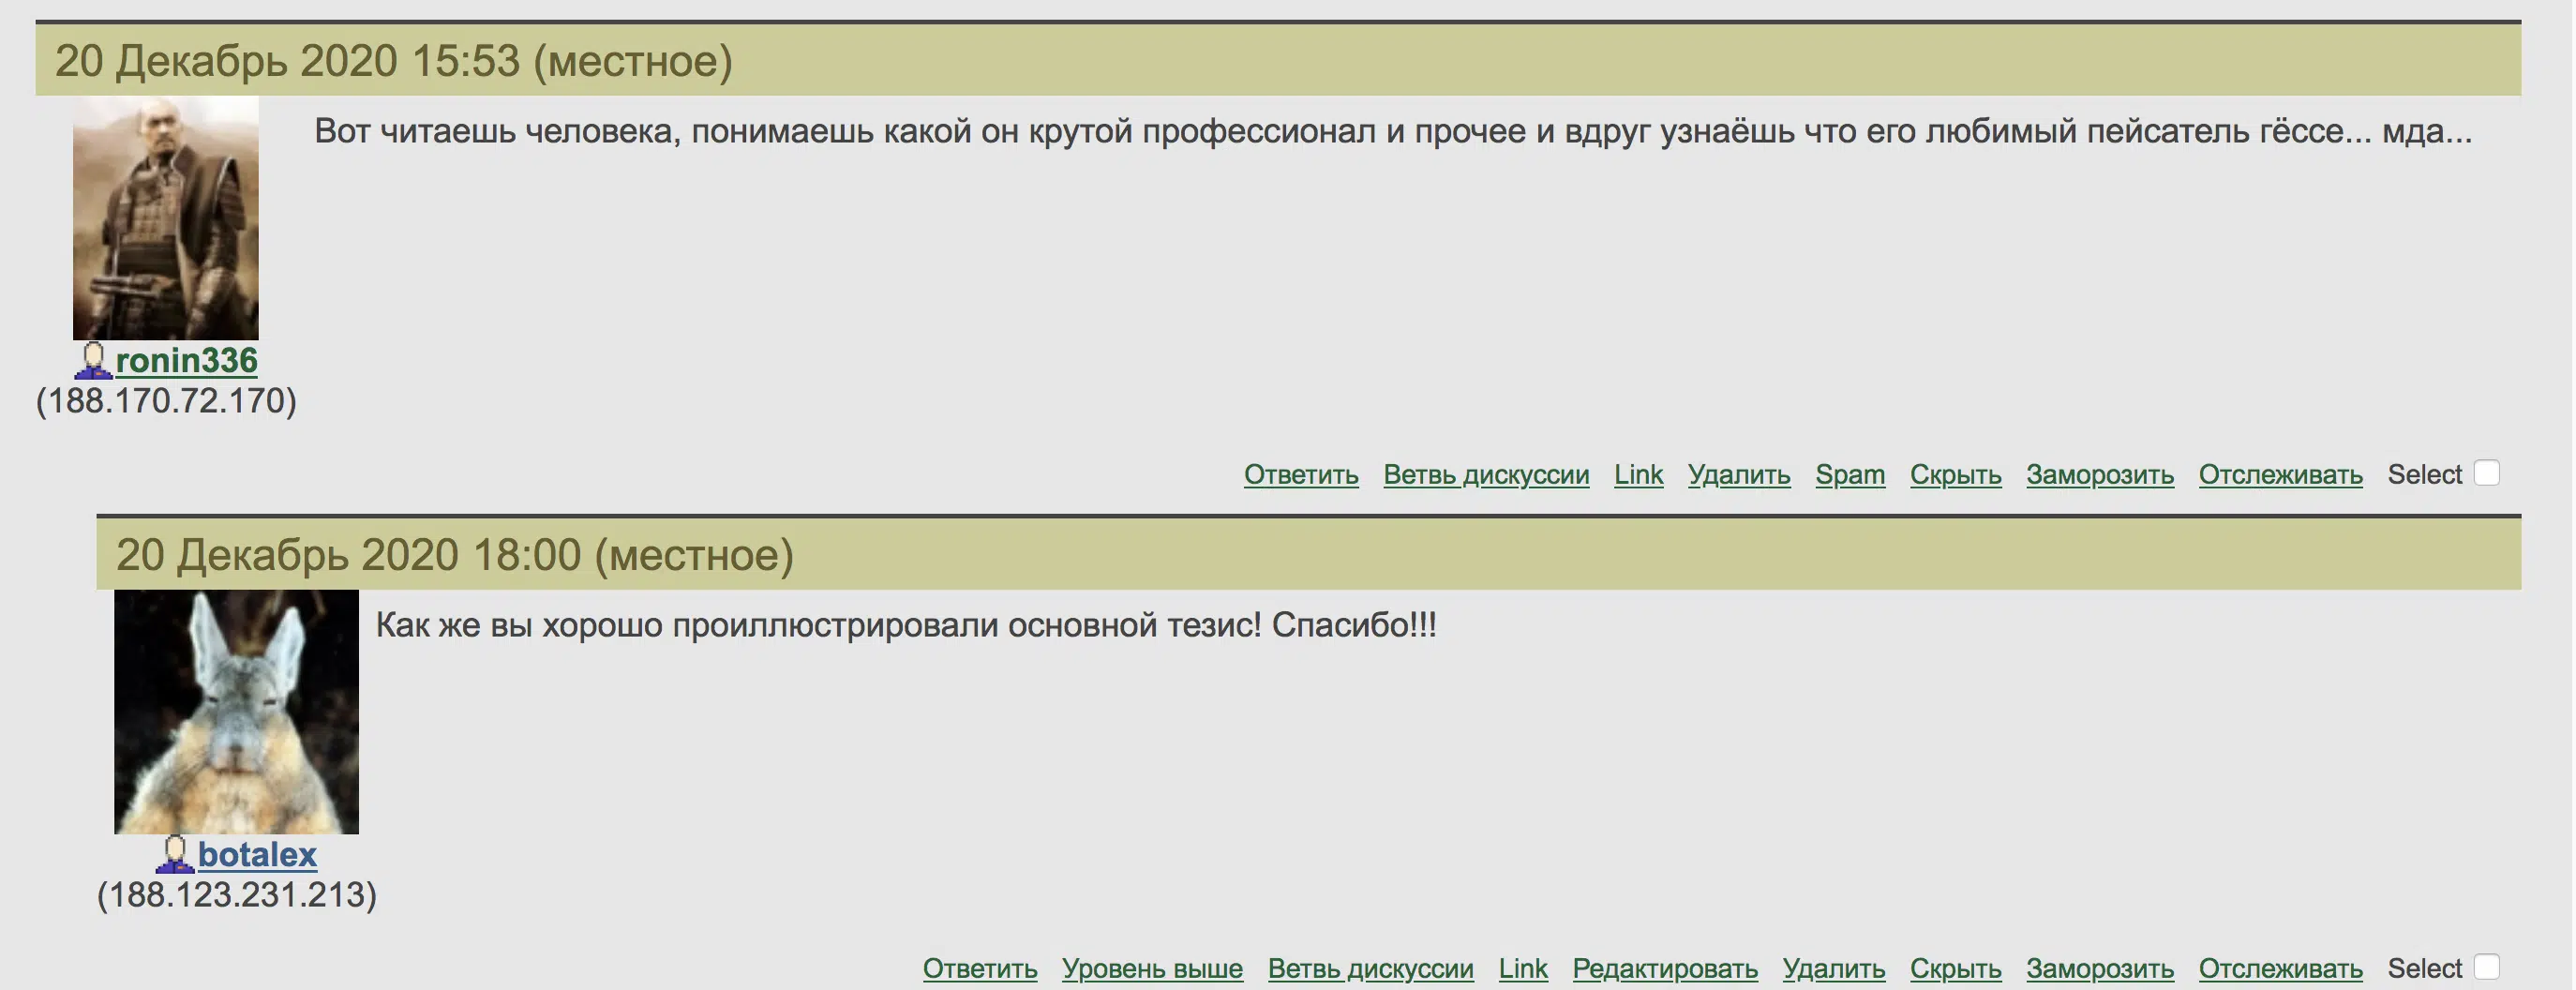 20 Декабрь 2020 15:53 (местное)
Вот читаешь человека, понимаешь какой он крутой профессионал и прочее и вдруг узнаёшь что его любимый пейсатель гёссе... мда...
ronin336
(188.170.72.170)
Ответить Ветвь дискуссии Link Удалить Spam Скрыть Заморозить Отслеживать Select
20 Декабрь 2020 18:00 (местное)
Как же вы хорошо проиллюстрировали основной тезис! Спасибо!!!
botalex
(188.123.231.213)
Ответить Уровень выше Ветвь дискуссии Link Редактировать Удалить Скрыть Заморозить Отслеживать Select